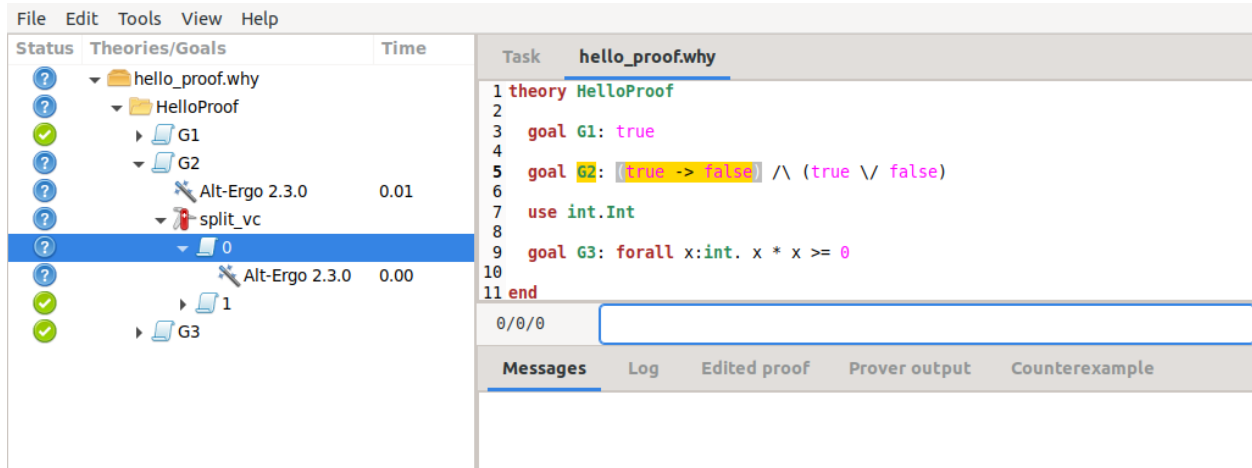 File Edit Tools View Help
Status Theories/Goals Time
hello_proof.why
HelloProof
G1
G2
Alt-Ergo 2.3.0 0.01
split_vc
0
Alt-Ergo 2.3.0 0.00
1
G3
Task hello_proof.why
1 theory HelloProof
2
3 goal G1: true
4
5 goal G2: (true -> false) /\ (true \/ false)
6
7 use int.Int
8
9 goal G3: forall x:int. x * x >= 0
10
11 end
0/0/0
Messages Log Edited proof Prover output Counterexample